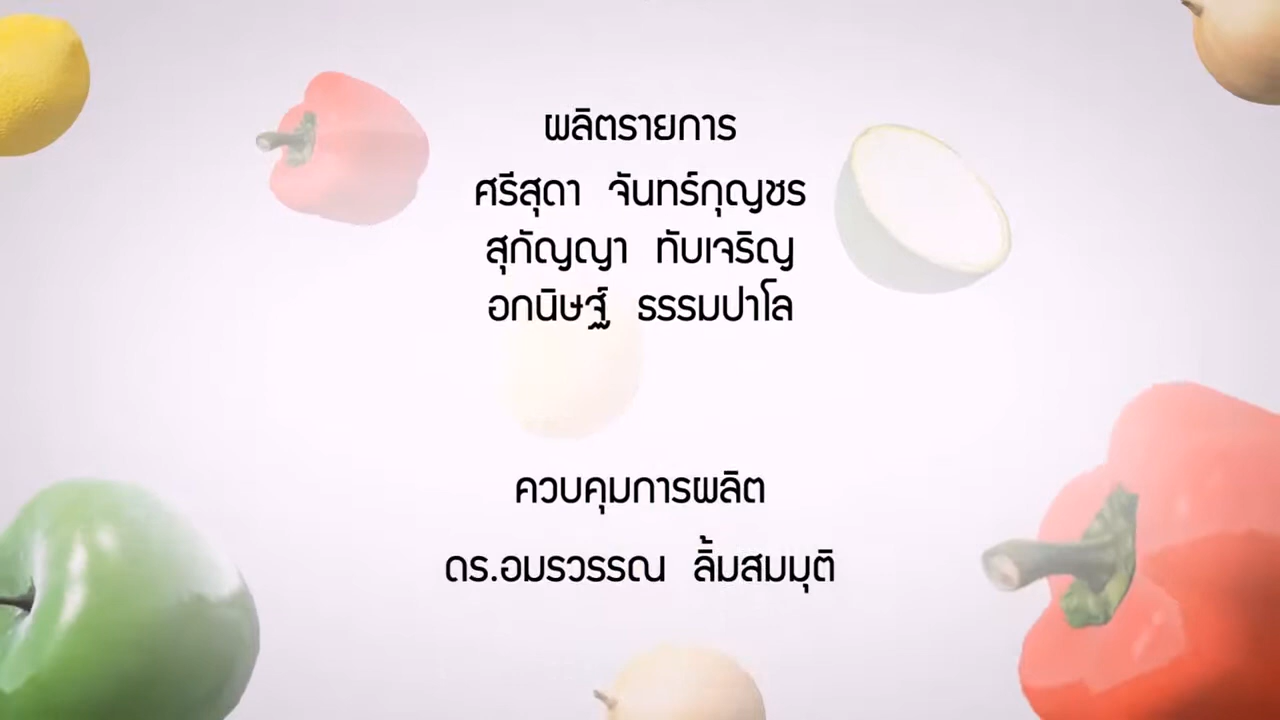 ผลิตรายการ
ศรีสุดา จันทร์กุญชร
สุกัญญา ทับเจริญ
อกนิษฐ์ ธรรมปาโล
ควบคุมการผลิต
ดร.อมรวรรณ ลิ้มสมมุติ